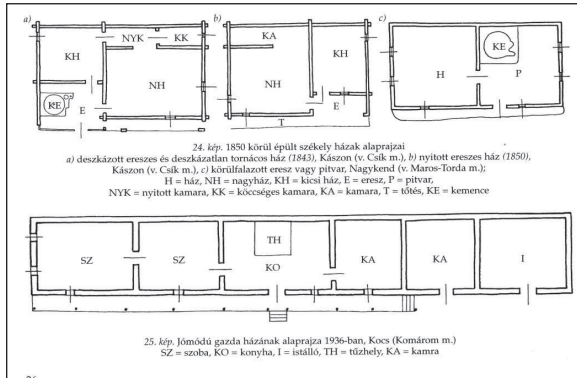 a)
b)
c)
NYK
KK
KA
KH
KH
KE
H
P
NH
NH
KE
E
E
T
24. kép. 1850 körül épült székely házak alaprajzai
a) deszkázott ereszes és deszkázatlan tornácos ház (1843), Kászon (v. Csík m.), b) nyitott ereszes ház (1850),
Kászon (v. Csík m.), c) körülfalazott eresz vagy pitvar, Nagykend (v. Maros-Torda m.);
H = ház, NH = nagyház, KH = kicsi ház, E = eresz, P = pitvar,
NYK = nyitott kamara, KK = köccséges kamara, KA = kamara, T = tőtés, KE = kemence
TH
SZ
SZ
KO
KA
KA
I
25. kép. Jómódú gazda házának alaprajza 1936-ban, Kocs (Komárom m.)
SZ = szoba, KO = konyha, I = istálló, TH = tűzhely, KA = kamra